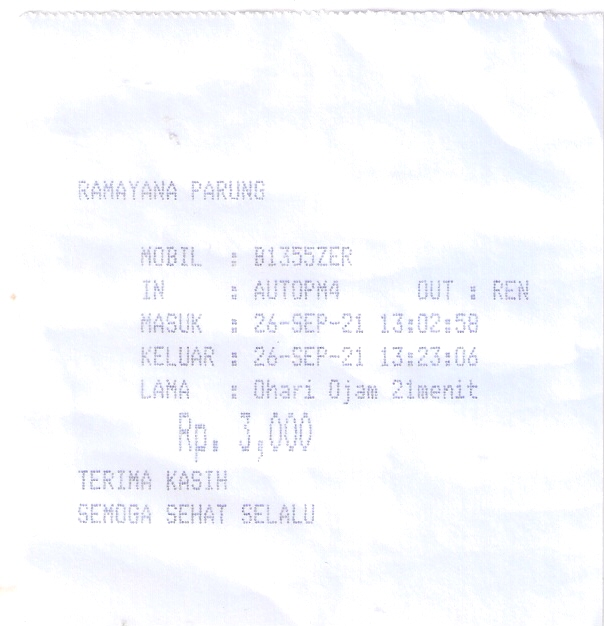 RAMAYANA PARUNG
MOBIL : B1355ZER
IN : AUTOPM4 OUT : REN
MASUK : 26-SEP-21 13:02:58
KELUAR : 26-SEP-21 13:23:06
LAMA : 0hari 0jam 21menit
Rp. 3,000
TERIMA KASIH
SEMOGA SEHAT SELALU